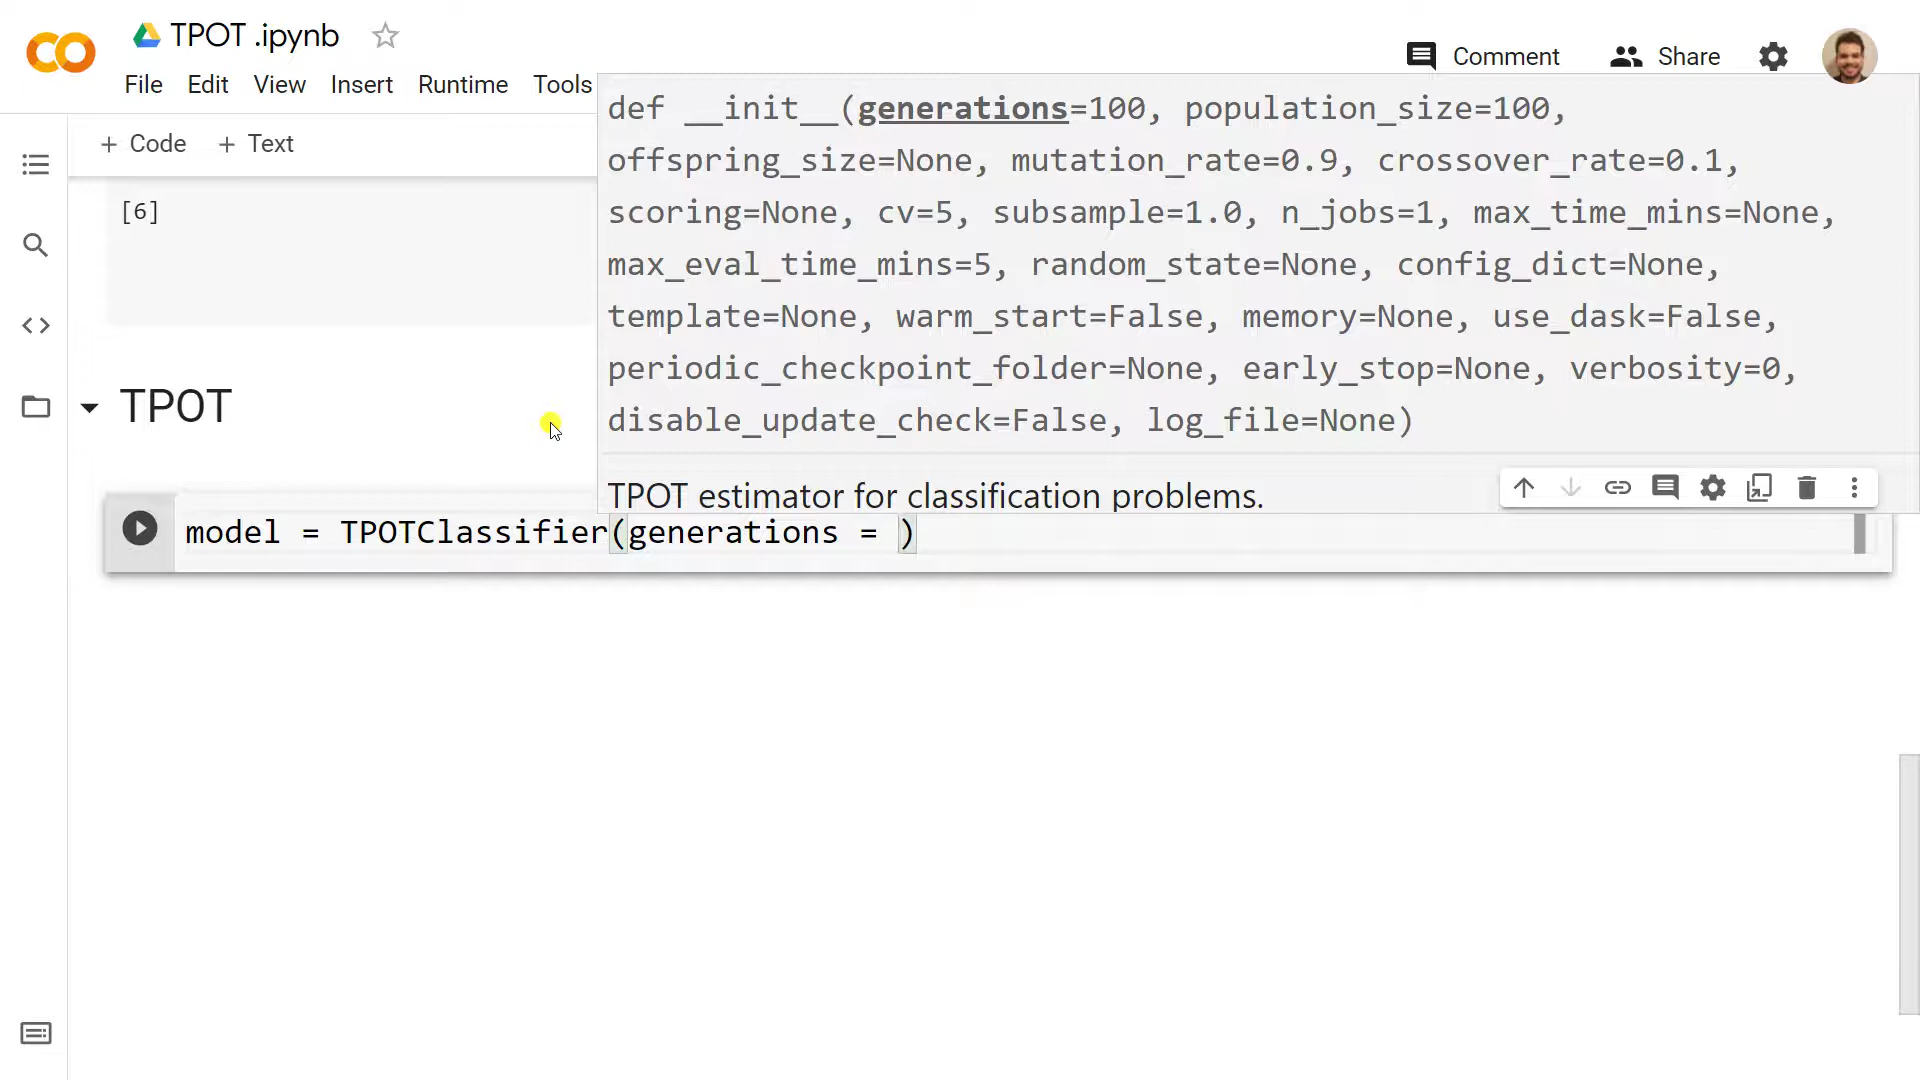 TPOT .ipynb
Comment Share
File Edit View Insert Runtime Tools
+ Code + Text
def __init__(generations=100, population_size=100,
offspring_size=None, mutation_rate=0.9, crossover_rate=0.1,
scoring=None, cv=5, subsample=1.0, n_jobs=1, max_time_mins=None,
max_eval_time_mins=5, random_state=None, config_dict=None,
template=None, warm_start=False, memory=None, use_dask=False,
periodic_checkpoint_folder=None, early_stop=None, verbosity=0,
disable_update_check=False, log_file=None)
TPOT estimator for classification problems.
[6]
TPOT
model = TPOTClassifier(generations = )